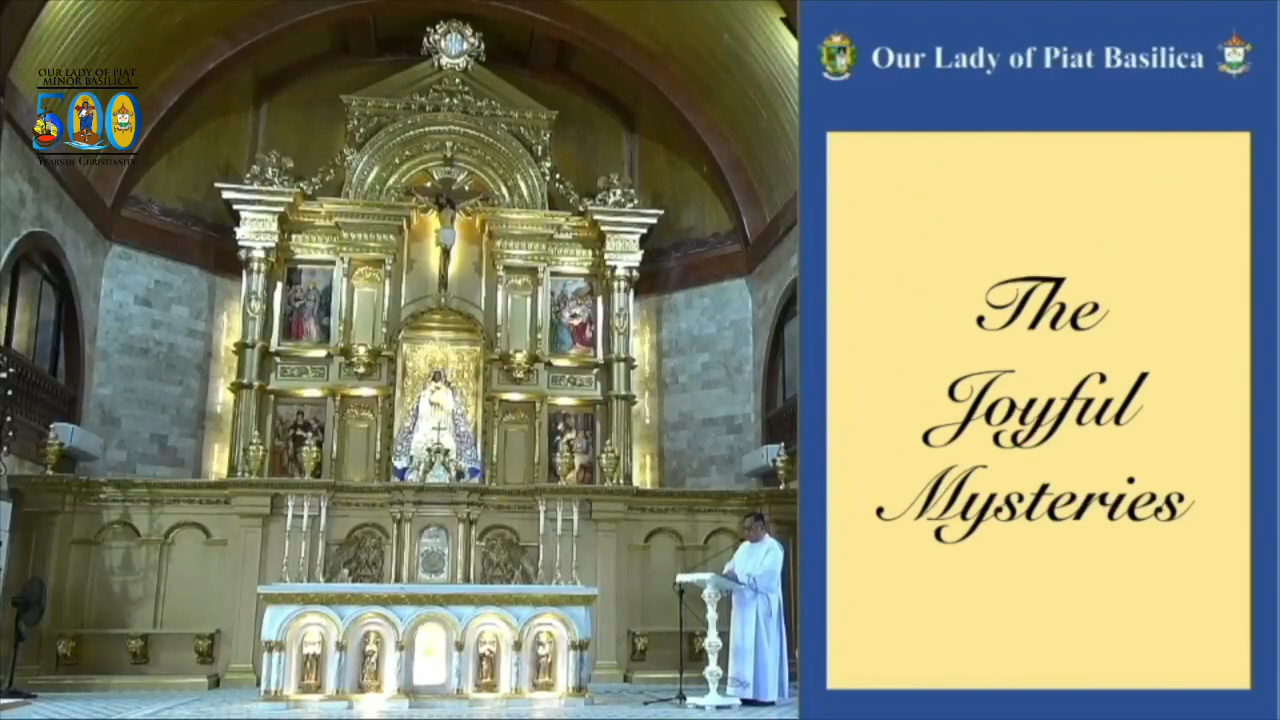 OUR LADY OF PIAT
MINOR BASILICA
500
YEARS OF CHRISTIANITY
Our Lady of Piat Basilica
The
Joyful
Mysteries